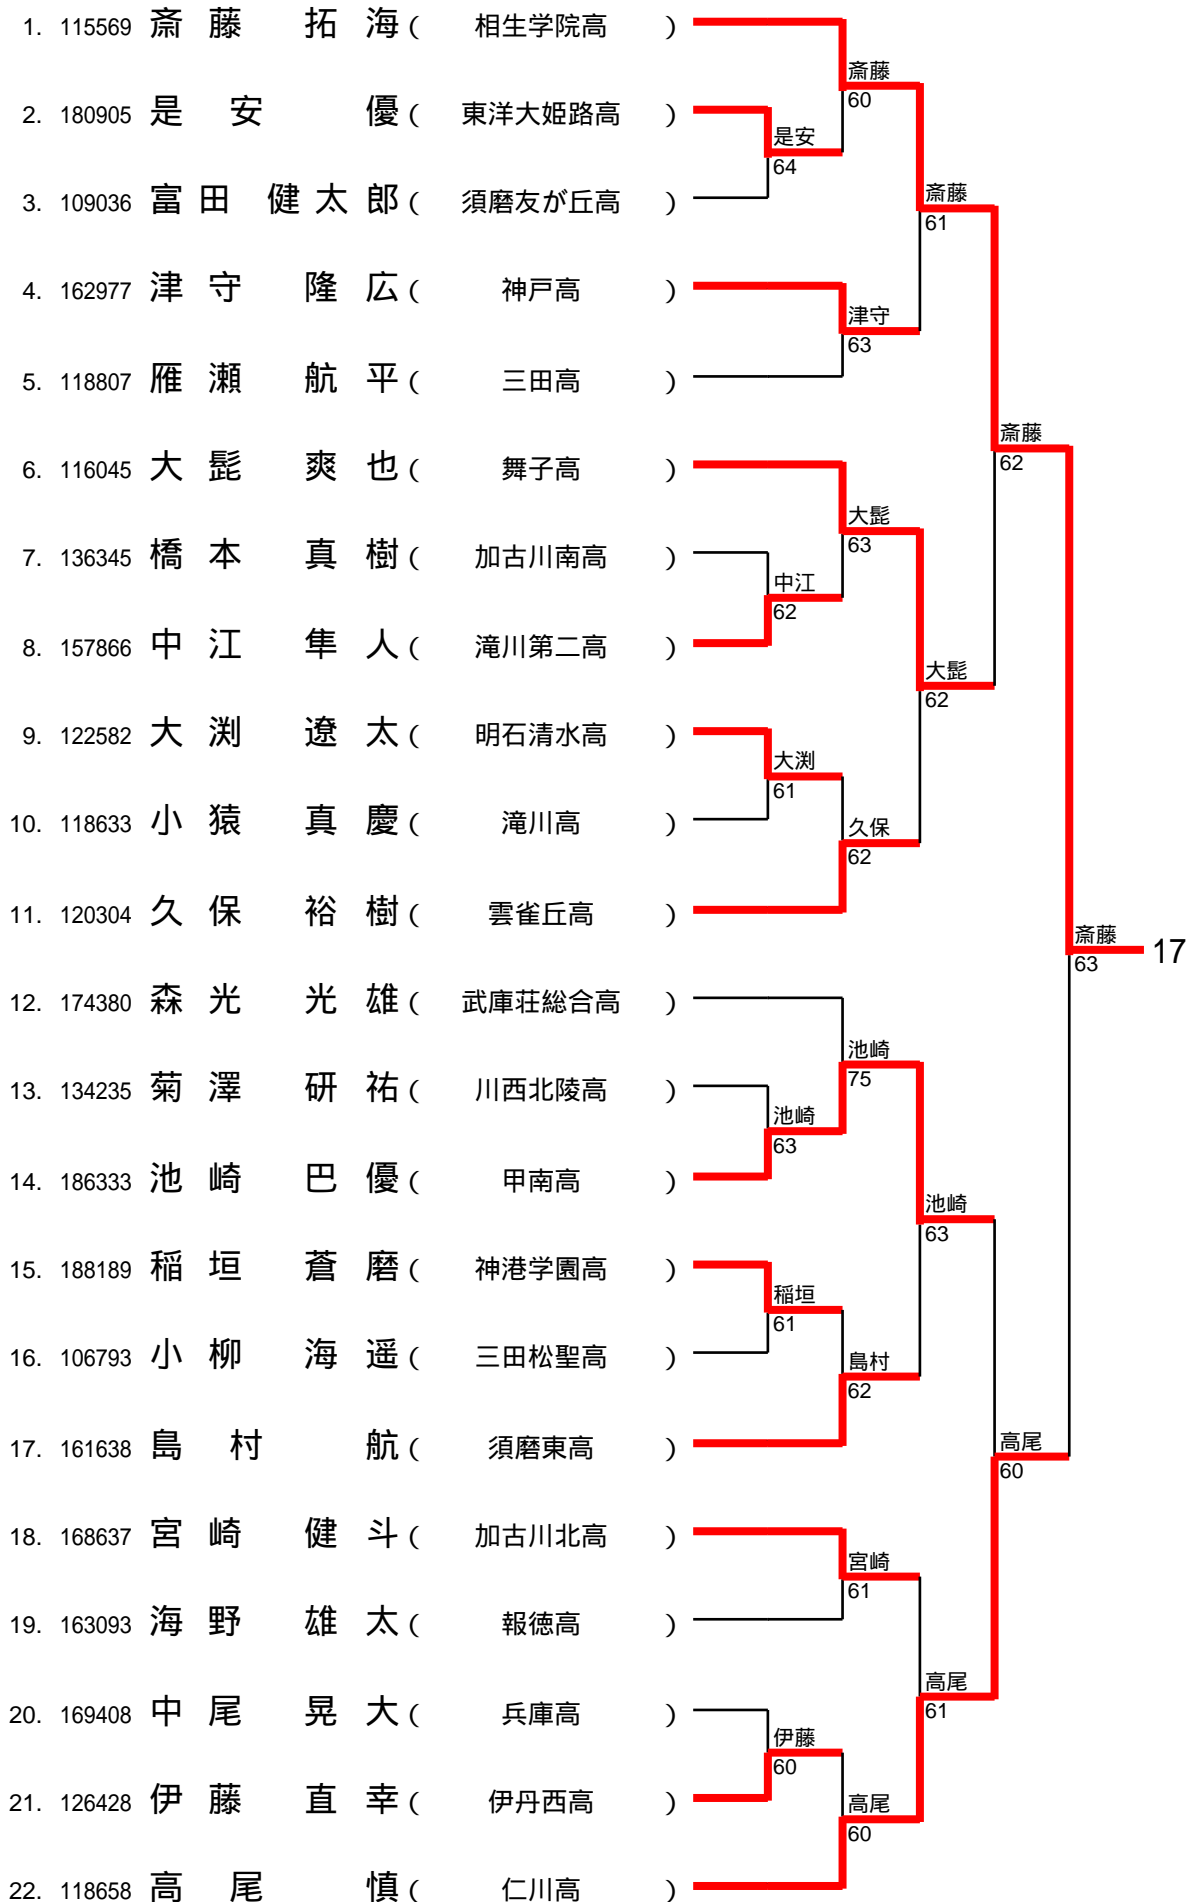 1. 115569 斎藤 拓海 ( 相生学院高 )
斎藤
60
2. 180905 是安 優 ( 東洋大姫路高 )
是安
64
3. 109036 富田 健太郎 ( 須磨友が丘高 )
斎藤
61
4. 162977 津守 隆広 ( 神戸高 )
津守
63
5. 118807 雁瀬 航平 ( 三田高 )
斎藤
62
6. 116045 大髭 爽也 ( 舞子高 )
大髭
63
7. 136345 橋本 真樹 ( 加古川南高 )
中江
62
8. 157866 中江 隼人 ( 滝川第二高 )
大髭
62
9. 122582 大渕 遼太 ( 明石清水高 )
大渕
61
10. 118633 小猿 真慶 ( 滝川高 )
久保
62
11. 120304 久保 裕樹 ( 雲雀丘高 )
斎藤
63
17
12. 174380 森光 光雄 ( 武庫荘総合高 )
池崎
75
13. 134235 菊澤 研祐 ( 川西北陵高 )
池崎
63
14. 186333 池崎 巴優 ( 甲南高 )
池崎
63
15. 188189 稲垣 蒼磨 ( 神港学園高 )
稲垣
61
16. 106793 小柳 海遥 ( 三田松聖高 )
島村
62
17. 161638 島村 航 ( 須磨東高 )
高尾
60
18. 168637 宮崎 健斗 ( 加古川北高 )
宮崎
61
19. 163093 海野 雄太 ( 報徳高 )
高尾
61
20. 169408 中尾 晃大 ( 兵庫高 )
伊藤
60
21. 126428 伊藤 直幸 ( 伊丹西高 )
高尾
60
22. 118658 高尾 慎 ( 仁川高 )